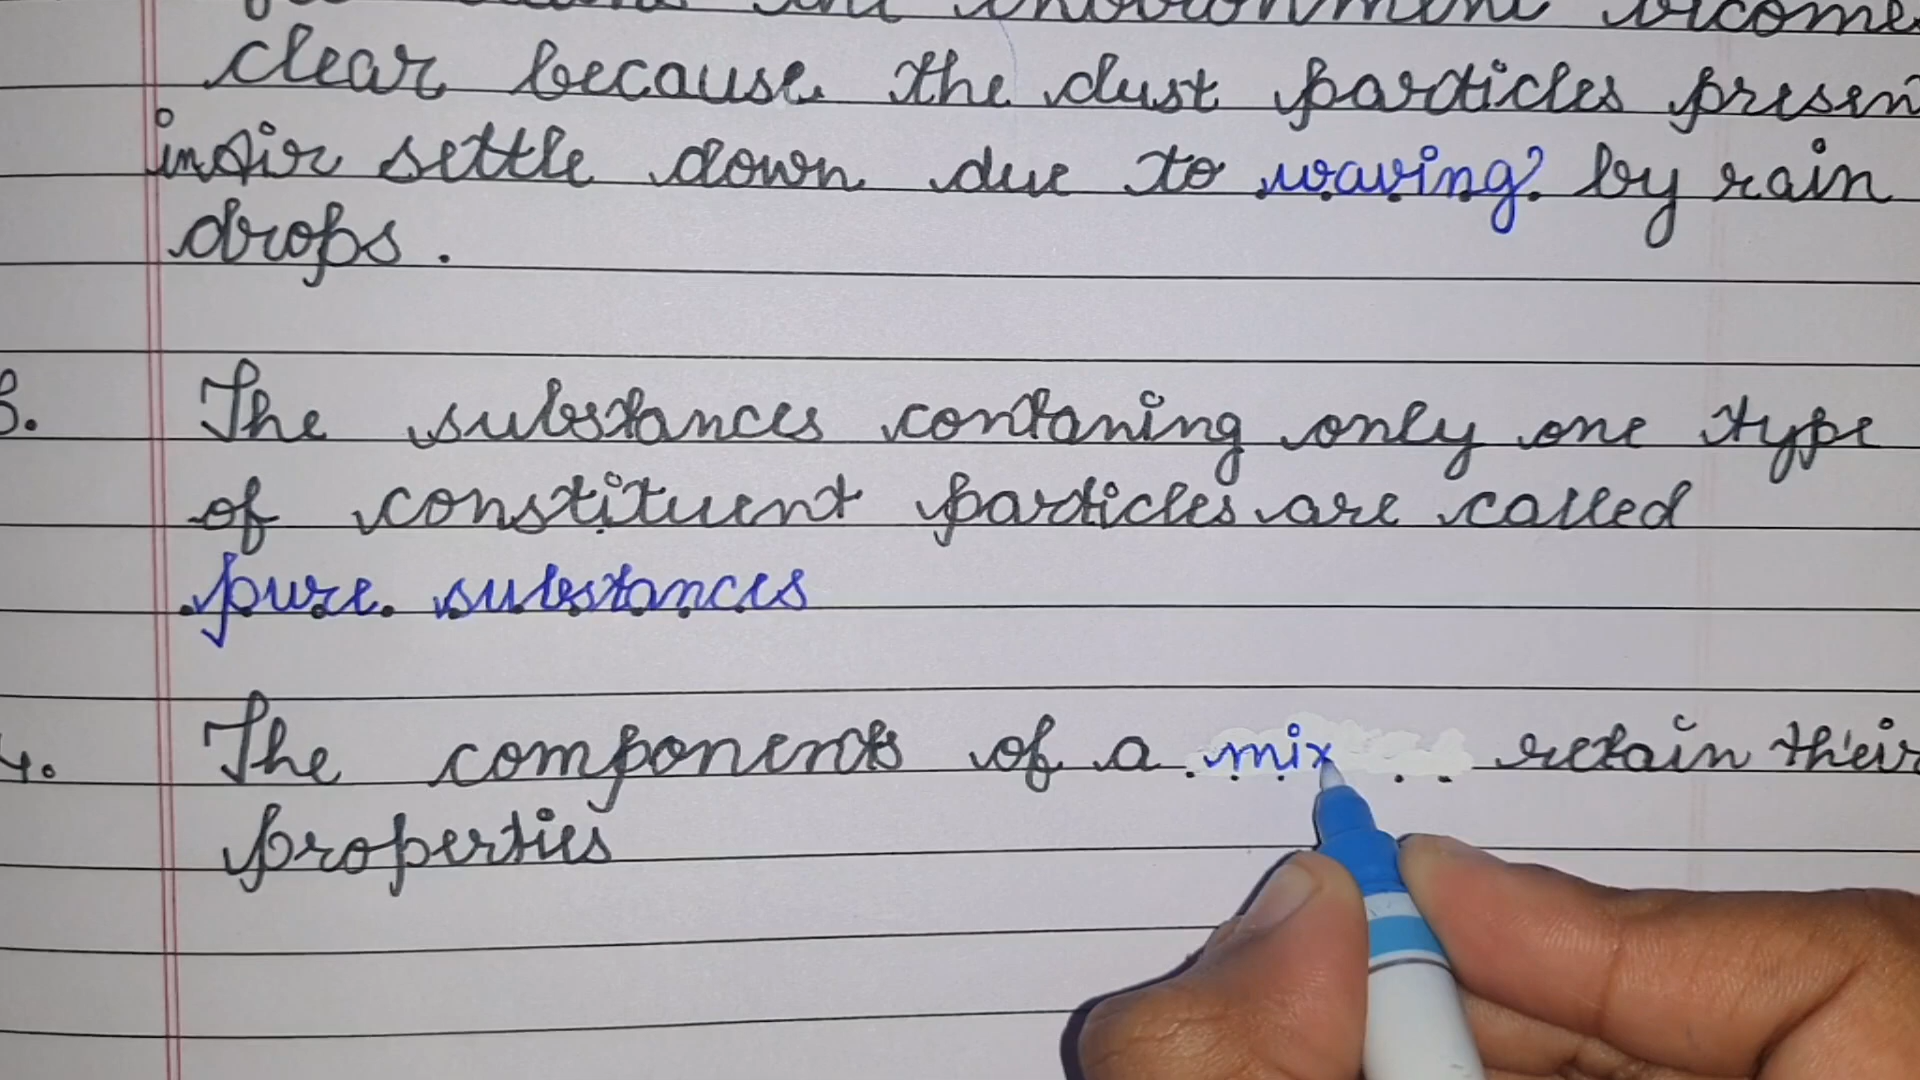 clear because the dust particles presen
in air settle down due to waving? by rain
drops.
3. The substances contaning only one type
of constituent particles are called
pure substances
4. The components of a mix retain their
properties